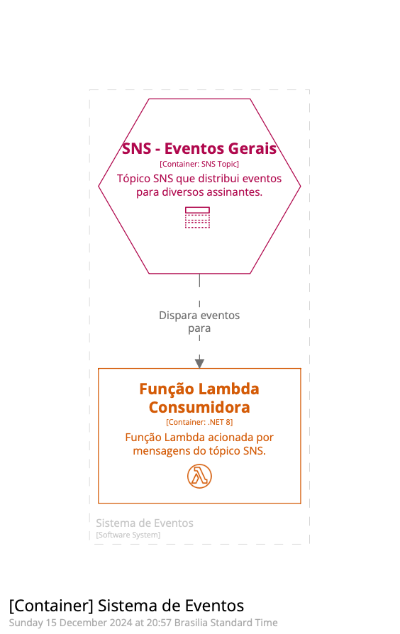 SNS - Eventos Gerais
[Container: SNS Topic]
Tópico SNS que distribui eventos
para diversos assinantes.
Dispara eventos
para
Função Lambda
Consumidora
[Container: .NET 8]
Função Lambda acionada por
mensagens do tópico SNS.
Sistema de Eventos
[Software System]
[Container] Sistema de Eventos
Sunday 15 December 2024 at 20:57 Brasilia Standard Time